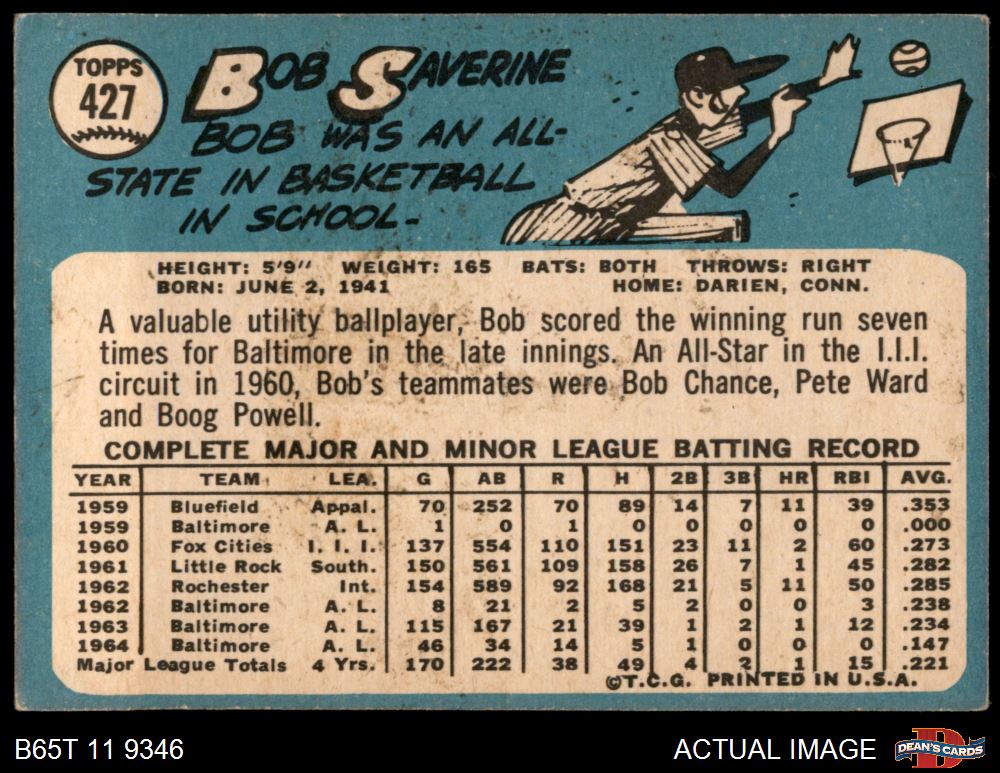 TOPPS
427
BOB SAVERINE
BOB WAS AN ALL-
STATE IN BASKETBALL
IN SCHOOL-
HEIGHT: 5'9" WEIGHT: 165 BATS: BOTH THROWS: RIGHT
BORN: JUNE 2, 1941 HOME: DARIEN, CONN.
A valuable utility ballplayer, Bob scored the winning run seven
times for Baltimore in the late innings. An All-Star in the I.I.I.
circuit in 1960, Bob's teammates were Bob Chance, Pete Ward
and Boog Powell.
COMPLETE MAJOR AND MINOR LEAGUE BATTING RECORD
YEAR TEAM LEA. G AB R H 2B 3B HR RBI AVG.
1959 Bluefield Appal. 70 252 70 89 14 7 11 39 .353
1959 Baltimore A. L. 1 0 1 0 0 0 0 0 .000
1960 Fox Cities I. I. I. 137 554 110 151 23 11 2 60 .273
1961 Little Rock South. 150 561 109 158 26 7 1 45 .282
1962 Rochester Int. 154 589 92 168 21 5 11 50 .285
1962 Baltimore A. L. 8 21 2 5 2 0 0 3 .238
1963 Baltimore A. L. 115 167 21 39 1 2 1 12 .234
1964 Baltimore A. L. 46 34 14 5 1 0 0 0 .147
Major League Totals 4 Yrs. 170 222 38 49 4 2 1 15 .221
©T.C.G. PRINTED IN U.S.A.
B65T 11 9346 ACTUAL IMAGE
DEAN'S CARDS